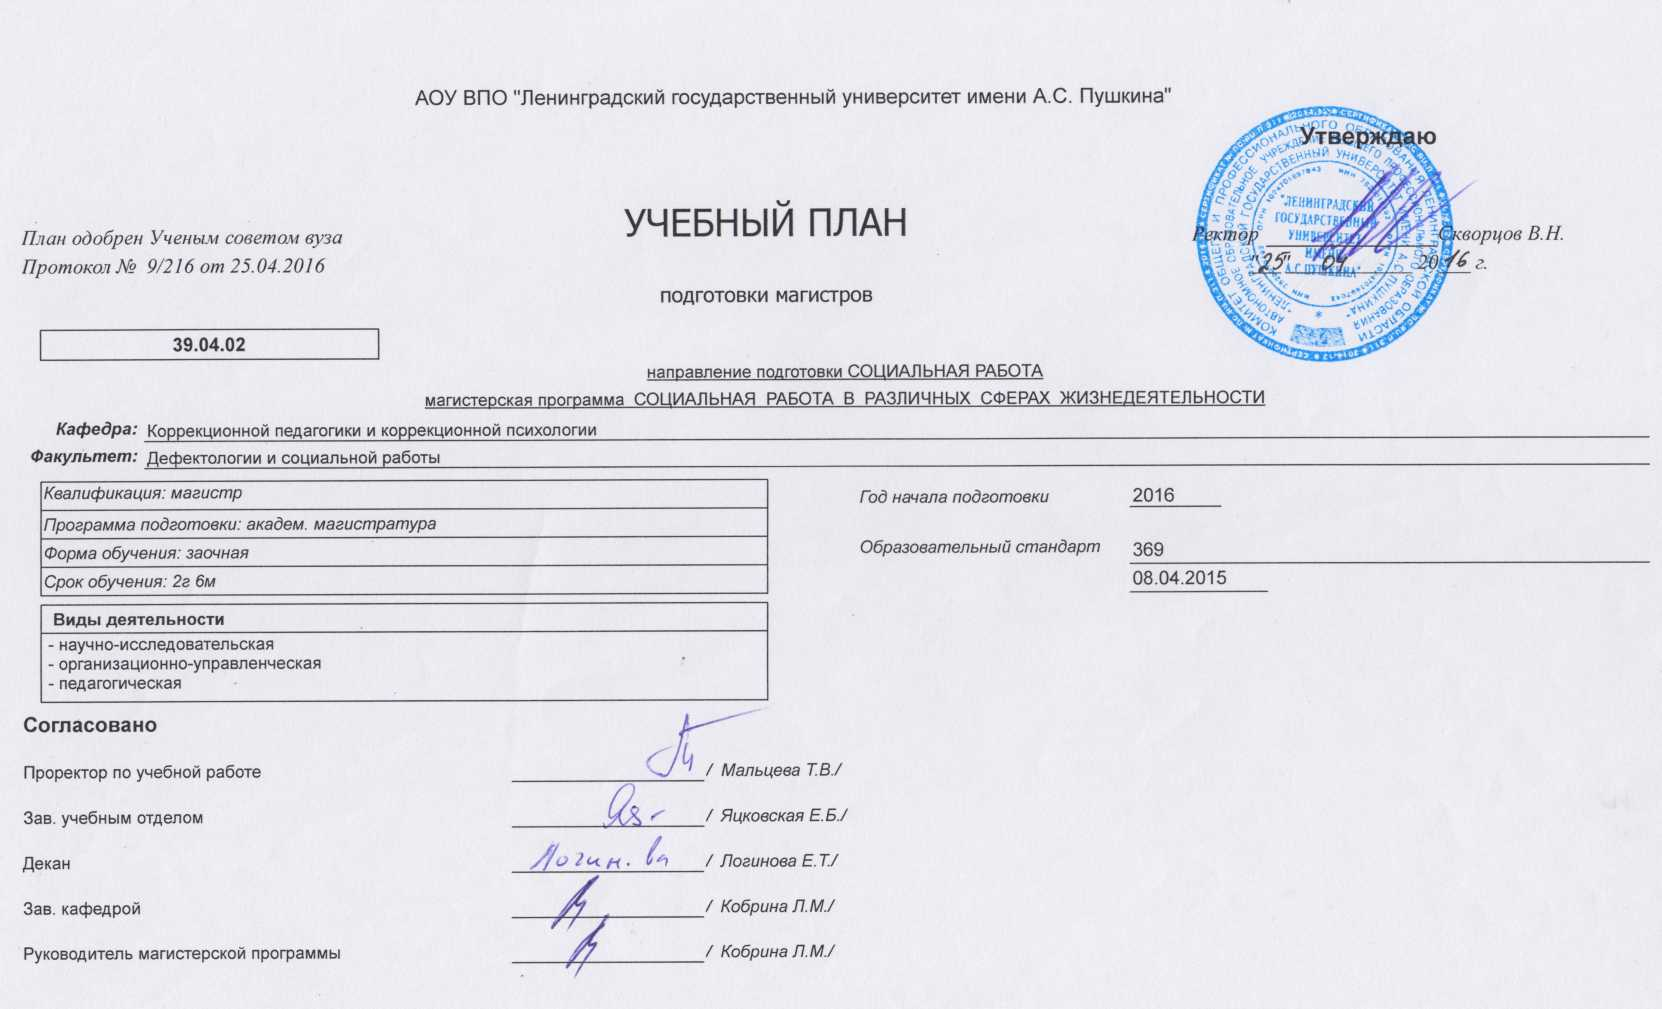 АОУ ВПО "Ленинградский государственный университет имени А.С. Пушкина"
Утверждаю
УЧЕБНЫЙ ПЛАН
План одобрен Ученым советом вуза
Протокол № 9/216 от 25.04.2016
Ректор Скворцов В.Н.
"25" 04 2016 г.
"ЛЕНИНГРАДСКИЙ
ГОСУДАРСТВЕННЫЙ
УНИВЕРСИТЕТ
ИМЕНИ
А.С.ПУШКИНА"
подготовки магистров
39.04.02
направление подготовки СОЦИАЛЬНАЯ РАБОТА
магистерская программа СОЦИАЛЬНАЯ РАБОТА В РАЗЛИЧНЫХ СФЕРАХ ЖИЗНЕДЕЯТЕЛЬНОСТИ
Кафедра: Коррекционной педагогики и коррекционной психологии
Факультет: Дефектологии и социальной работы
Квалификация: магистр
Программа подготовки: академ. магистратура
Форма обучения: заочная
Срок обучения: 2г 6м
Год начала подготовки 2016
Образовательный стандарт 369
08.04.2015
Виды деятельности
- научно-исследовательская
- организационно-управленческая
- педагогическая
Согласовано
Проректор по учебной работе / Мальцева Т.В./
Зав. учебным отделом / Яцковская Е.Б./
Декан / Логинова Е.Т./
Зав. кафедрой / Кобрина Л.М./
Руководитель магистерской программы / Кобрина Л.М./